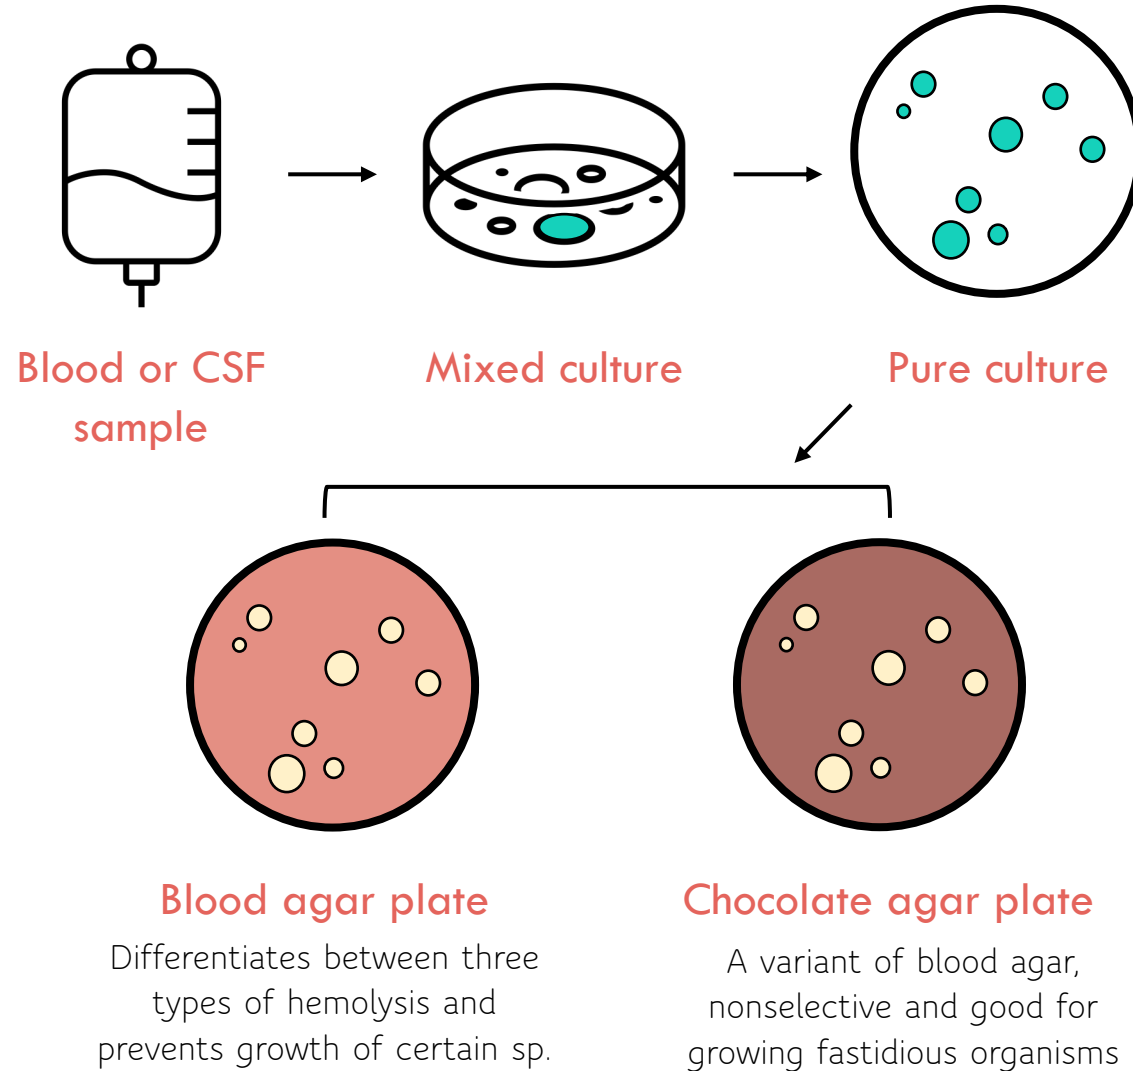 Blood or CSF
sample
Mixed culture
Pure culture
Blood agar plate
Differentiates between three
types of hemolysis and
prevents growth of certain sp.
Chocolate agar plate
A variant of blood agar,
nonselective and good for
growing fastidious organisms